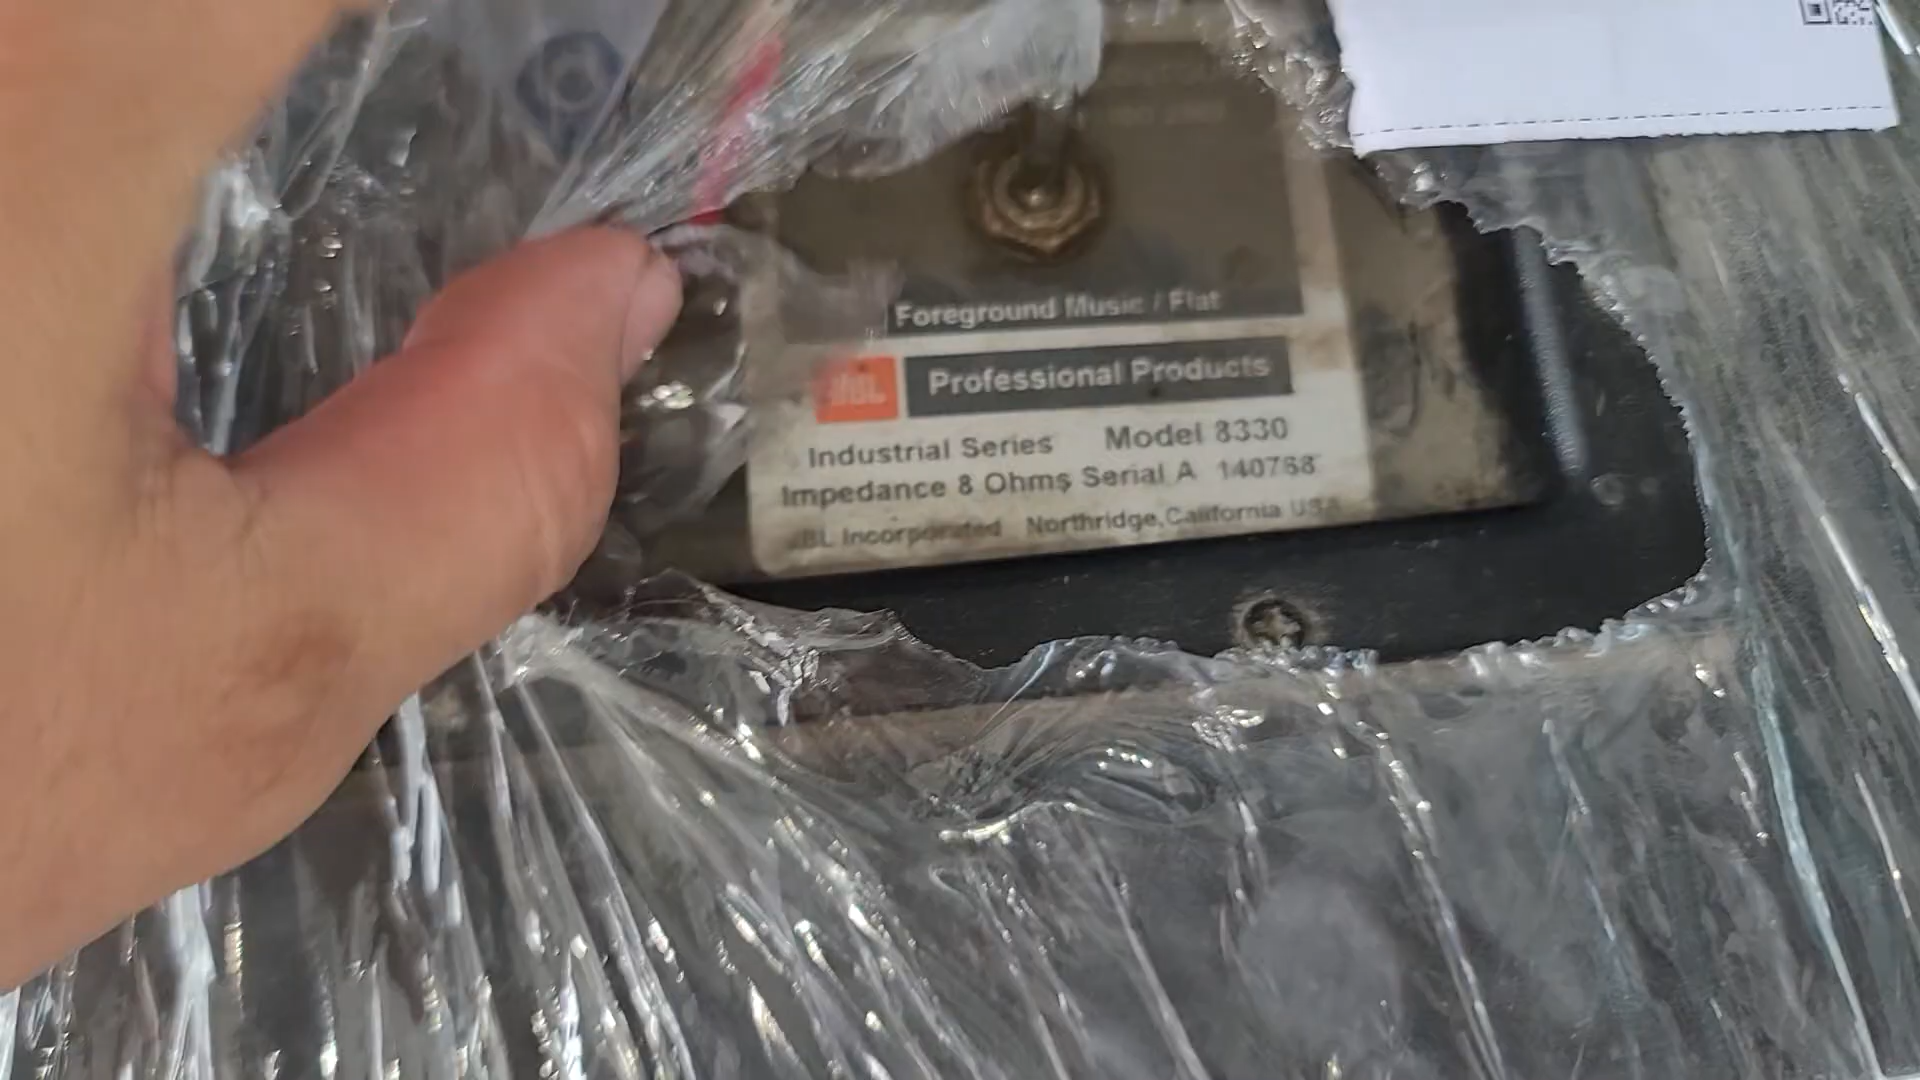 Foreground Music / Flat
JBL Professional Products
Industrial Series Model 8330
Impedance 8 Ohms Serial A 140768
JBL Incorporated Northridge, California USA